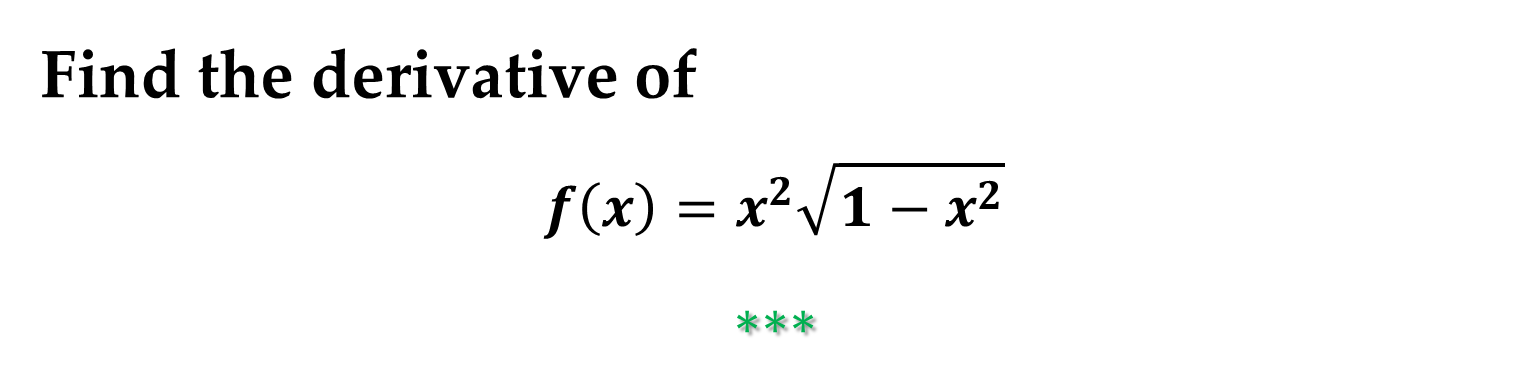 Find the derivative of
f(x) = x²√(1 − x²)
***